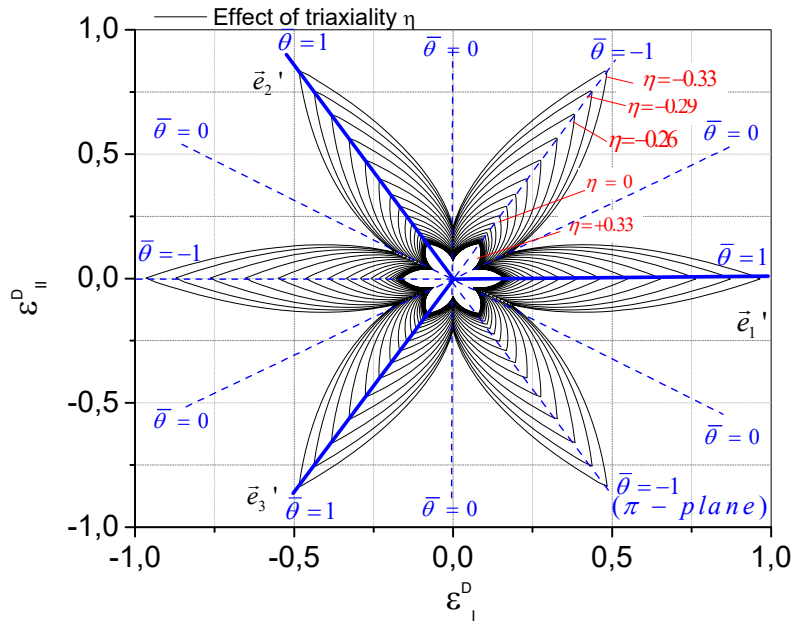 Effect of triaxiality η
1,0
θ̄ = 1
θ̄ = 0
θ̄ = −1
e⃗₂'
η=−0.33
η=−0.29
θ̄ = 0
η=−0.26
θ̄ = 0
0,5
η = 0
η=+0.33
θ̄ = −1
θ̄ = 1
0,0
ε^D_II
e⃗₁'
θ̄ = 0
θ̄ = 0
-0,5
e⃗₃'
θ̄ = 1
θ̄ = 0
θ̄ = −1
(π − plane)
-1,0
-1,0 -0,5 0,0 0,5 1,0
ε^D_I